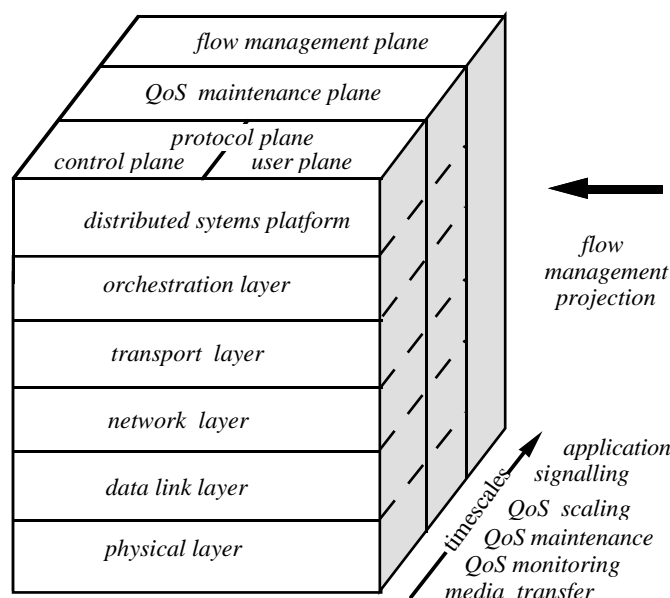 flow management plane
QoS maintenance plane
protocol plane
control plane
user plane
distributed sytems platform
orchestration layer
transport layer
network layer
data link layer
physical layer
flow
management
projection
timescales
application
signalling
QoS scaling
QoS maintenance
QoS monitoring
media transfer